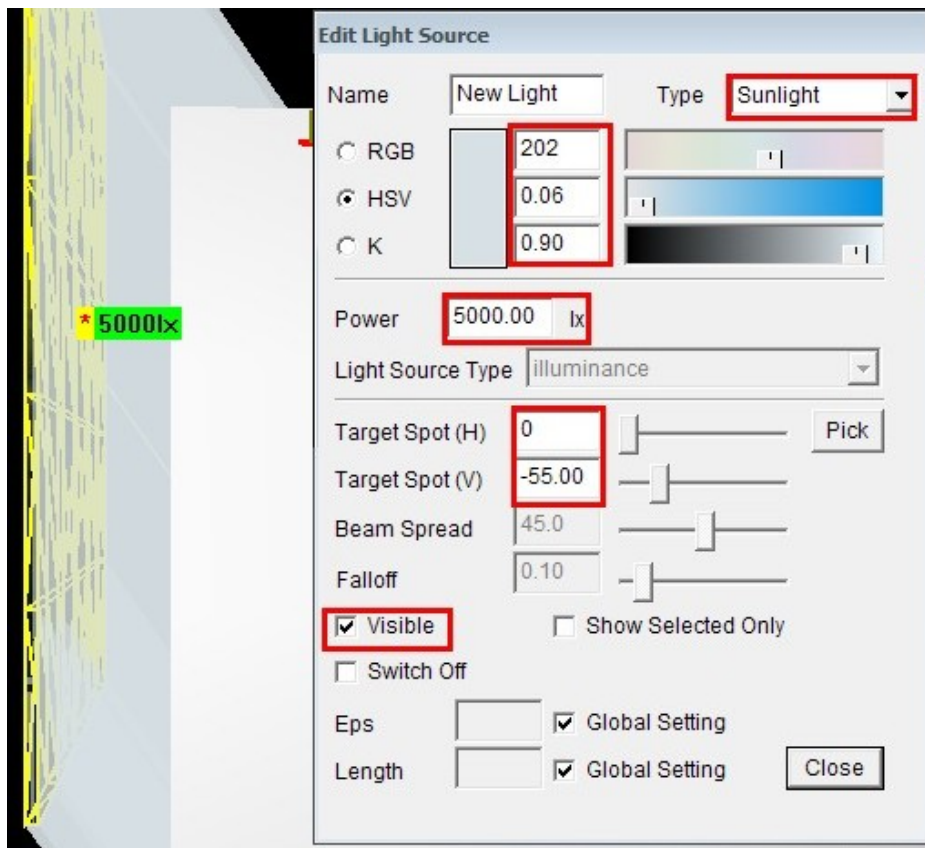 Edit Light Source
Name New Light Type Sunlight
RGB 202
HSV 0.06
K 0.90
* 5000lx
Power 5000.00 lx
Light Source Type illuminance
Target Spot (H) 0 Pick
Target Spot (V) -55.00
Beam Spread 45.0
Falloff 0.10
Visible Show Selected Only
Switch Off
Eps Global Setting
Length Global Setting Close